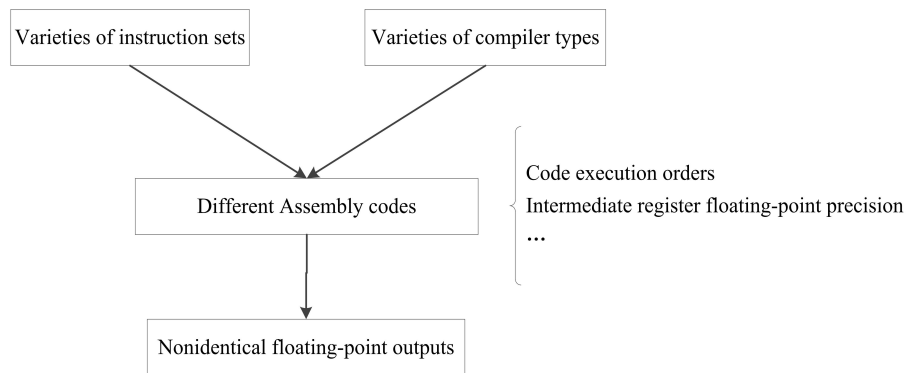 Varieties of instruction sets
Varieties of compiler types
Different Assembly codes
Code execution orders
Intermediate register floating-point precision
...
Nonidentical floating-point outputs